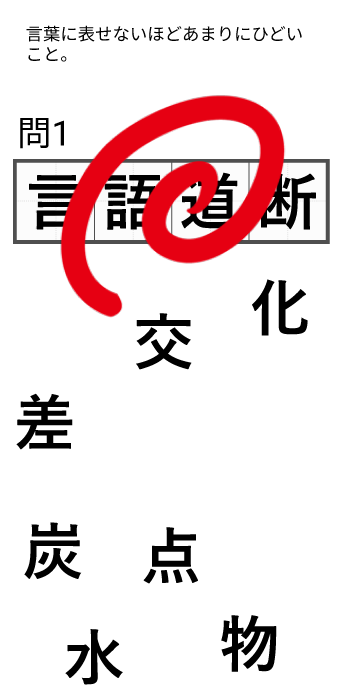 言葉に表せないほどあまりにひどい
こと。
問1
言語道断
化
交
差
炭
点
物
水